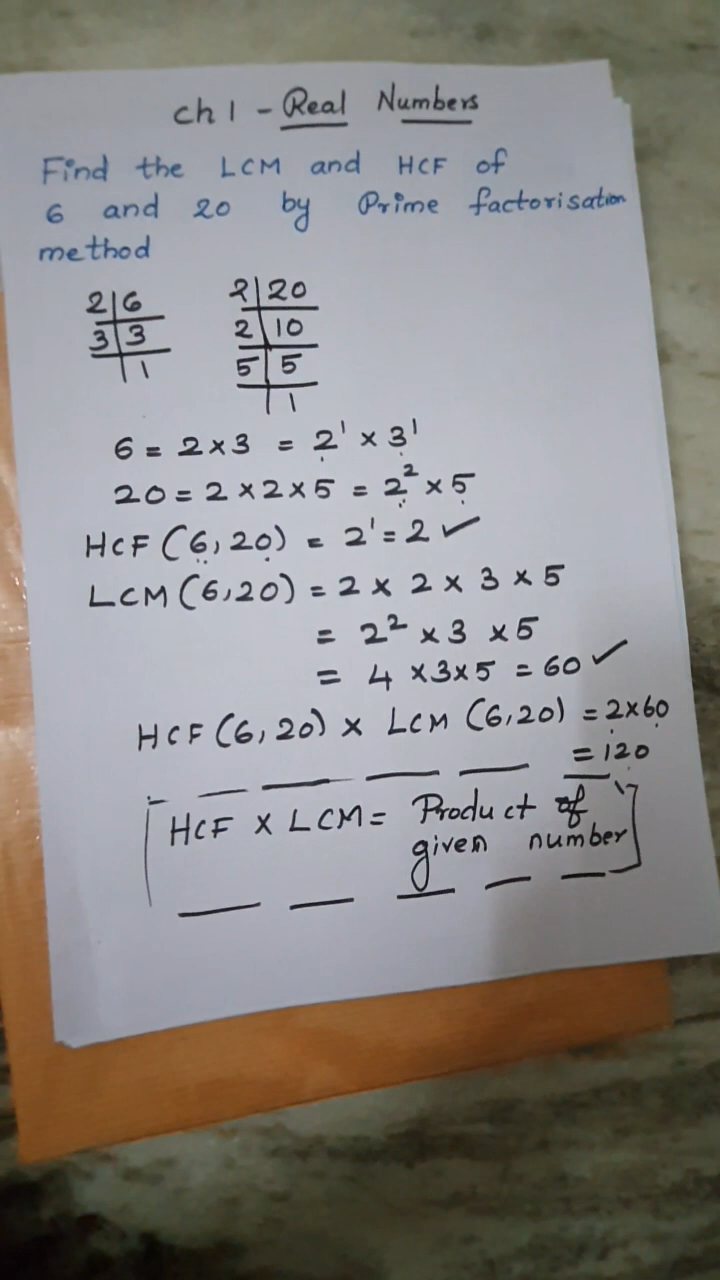 ch 1 - Real Numbers
Find the LCM and HCF of
6 and 20 by Prime factorisation
method
2|6 2|20
3|3 2|10
|1 5|5
|1
6 = 2×3 = 2¹ × 3¹
20 = 2×2×5 = 2² × 5
HCF (6,20) = 2¹ = 2 ✓
LCM (6,20) = 2 × 2 × 3 × 5
= 2² × 3 × 5
= 4 ×3×5 = 60 ✓
HCF (6,20) × LCM (6,20) = 2×60
= 120
HCF × LCM = Product of
given number